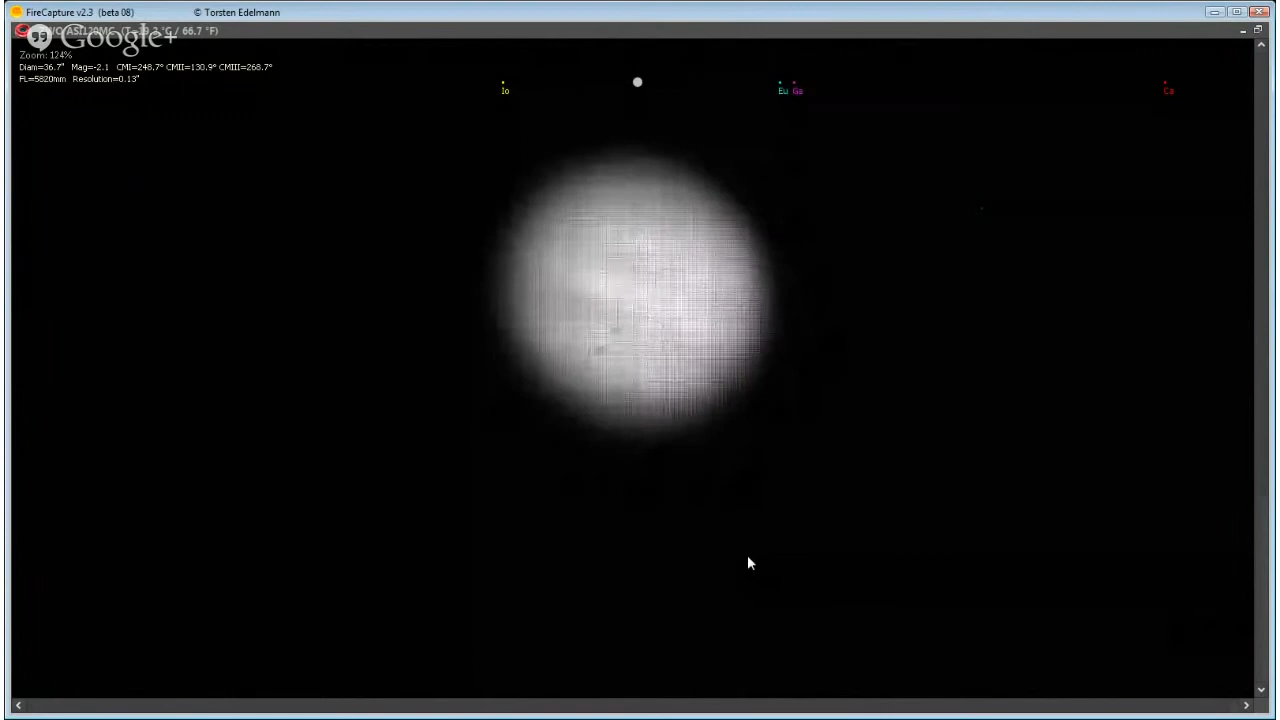 FireCapture v2.3 (beta 08) © Torsten Edelmann
Google+
Zoom: 124%
Diam=36.7" Mag=-2.1 CMI=248.7° CMII=130.9° CMIII=268.7°
FL=5820mm Resolution=0.13"
Io Eu Ga Ca